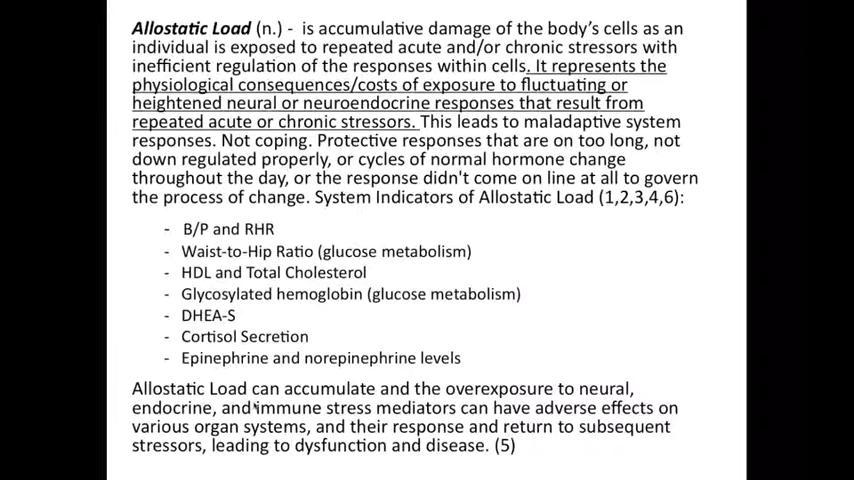 Allostatic Load (n.) - is accumulative damage of the body's cells as an
individual is exposed to repeated acute and/or chronic stressors with
inefficient regulation of the responses within cells. It represents the
physiological consequences/costs of exposure to fluctuating or
heightened neural or neuroendocrine responses that result from
repeated acute or chronic stressors. This leads to maladaptive system
responses. Not coping. Protective responses that are on too long, not
down regulated properly, or cycles of normal hormone change
throughout the day, or the response didn't come on line at all to govern
the process of change. System Indicators of Allostatic Load (1,2,3,4,6):
- B/P and RHR
- Waist-to-Hip Ratio (glucose metabolism)
- HDL and Total Cholesterol
- Glycosylated hemoglobin (glucose metabolism)
- DHEA-S
- Cortisol Secretion
- Epinephrine and norepinephrine levels
Allostatic Load can accumulate and the overexposure to neural,
endocrine, and immune stress mediators can have adverse effects on
various organ systems, and their response and return to subsequent
stressors, leading to dysfunction and disease. (5)